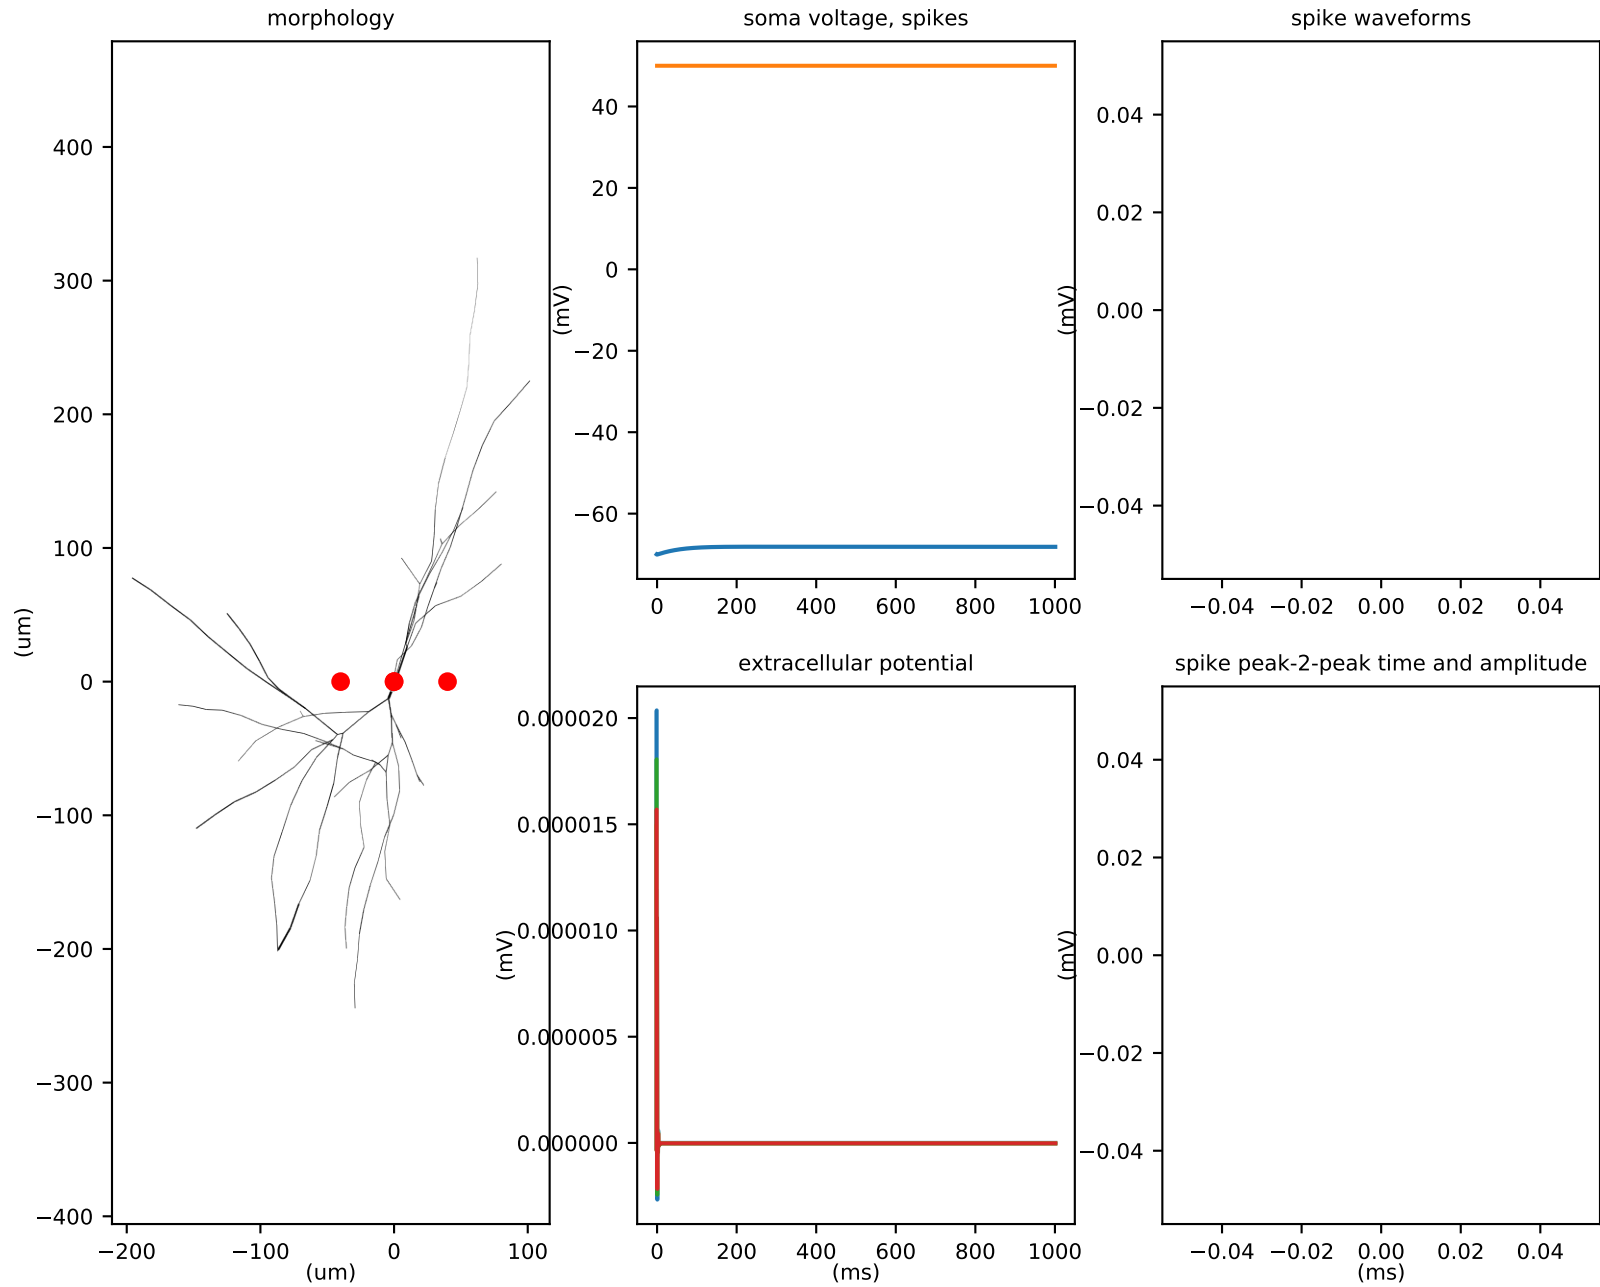 morphology
400
300
200
100
0
−100
−200
−300
−400
(um)
−200 −100 0 100
(um)
soma voltage, spikes
40
20
0
−20
−40
−60
(mV)
0 200 400 600 800 1000
spike waveforms
0.04
0.02
0.00
−0.02
−0.04
(mV)
−0.04 −0.02 0.00 0.02 0.04
extracellular potential
0.000020
0.000015
0.000010
0.000005
0.000000
(mV)
0 200 400 600 800 1000
(ms)
spike peak-2-peak time and amplitude
0.04
0.02
0.00
−0.02
−0.04
(mV)
−0.04 −0.02 0.00 0.02 0.04
(ms)